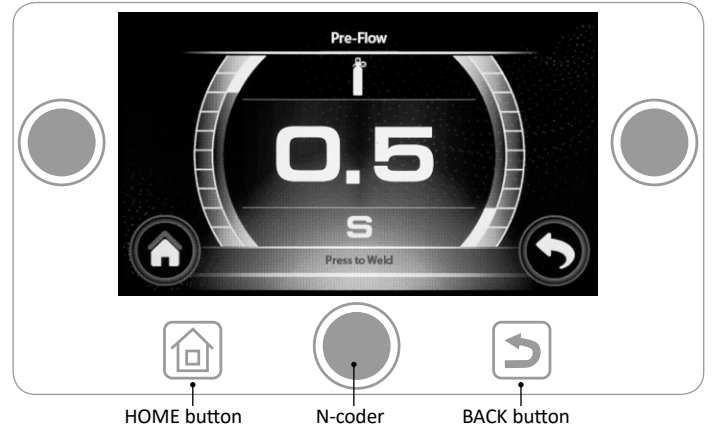 Pre-Flow
0.5
S
Press to Weld
HOME button
N-coder
BACK button